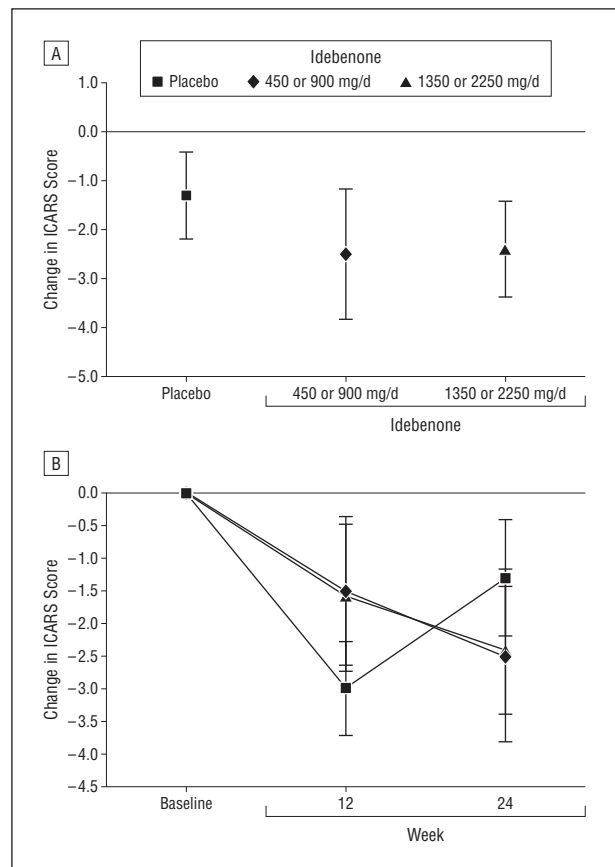 A
Idebenone
Placebo 450 or 900 mg/d 1350 or 2250 mg/d
1.0
0.0
−1.0
−2.0
−3.0
−4.0
−5.0
Change in ICARS Score
Placebo 450 or 900 mg/d 1350 or 2250 mg/d
Idebenone
B
0.0
−0.5
−1.0
−1.5
−2.0
−2.5
−3.0
−3.5
−4.0
−4.5
Change in ICARS Score
Baseline 12 24
Week